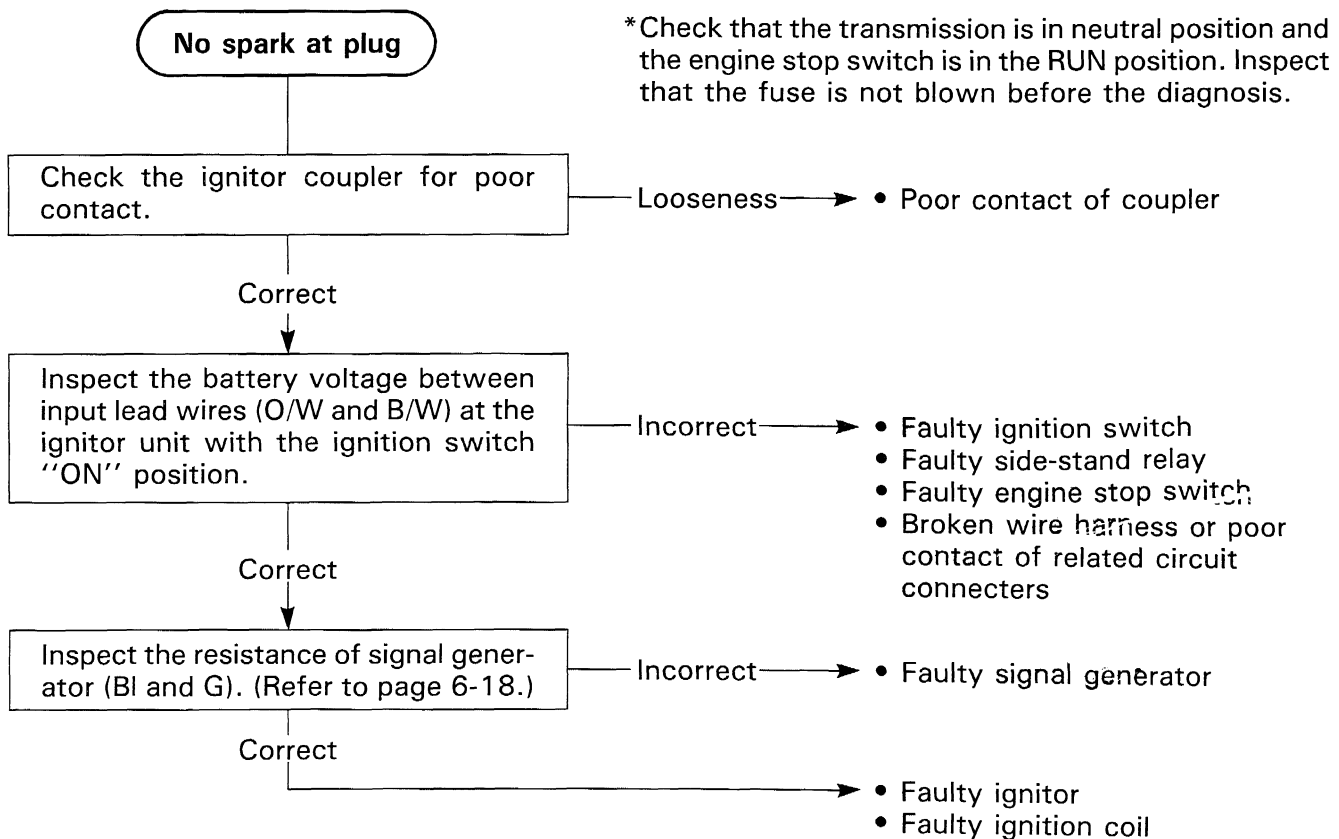 No spark at plug
*Check that the transmission is in neutral position and
the engine stop switch is in the RUN position. Inspect
that the fuse is not blown before the diagnosis.
Check the ignitor coupler for poor
contact.
Looseness
• Poor contact of coupler
Correct
Inspect the battery voltage between
input lead wires (O/W and B/W) at the
ignitor unit with the ignition switch
''ON'' position.
Incorrect
• Faulty ignition switch
• Faulty side-stand relay
• Faulty engine stop switch
• Broken wire harness or poor
contact of related circuit
connecters
Correct
Inspect the resistance of signal gener-
ator (Bl and G). (Refer to page 6-18.)
Incorrect
• Faulty signal generator
Correct
• Faulty ignitor
• Faulty ignition coil